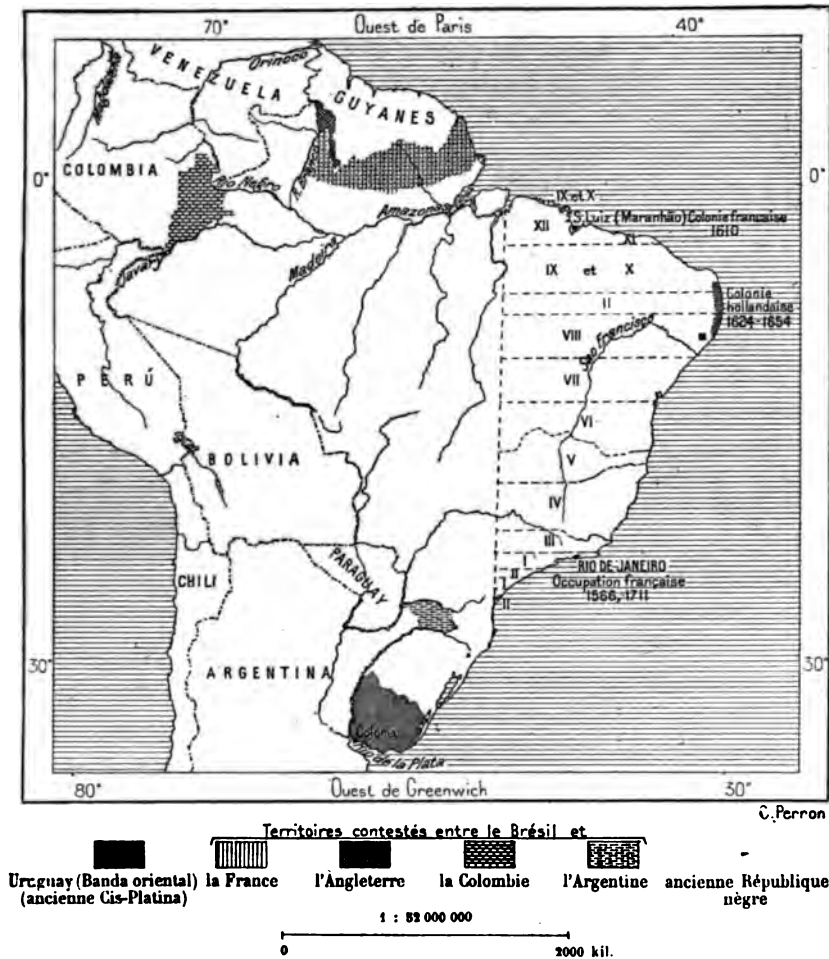 70° Ouest de Paris 40°
VENEZUELA
Orinoco
GUYANES
COLOMBIA
0° 0°
Rio Negro
Amazonas
IX et X
S. Luiz (Maranhão) Colonie française
1610
XII
XI
IX et X
Javary
Madeira
II
Colonie
hollandaise
1624-1654
VIII
São Francisco
VII
PERÚ
VI
BOLIVIA
V
IV
III
PARAGUAY
CHILI
I
II
RIO DE JANEIRO
Occupation française
1566, 1711
I
II
30° 30°
ARGENTINA
Colonia
Rio de la Plata
80° Ouest de Greenwich 30°
C. Perron
Territoires contestés entre le Brésil et
Uruguay (Banda oriental) la France l'Angleterre la Colombie l'Argentine ancienne République
(ancienne Cis-Platina) nègre
1 : 52 000 000
0 2000 kil.